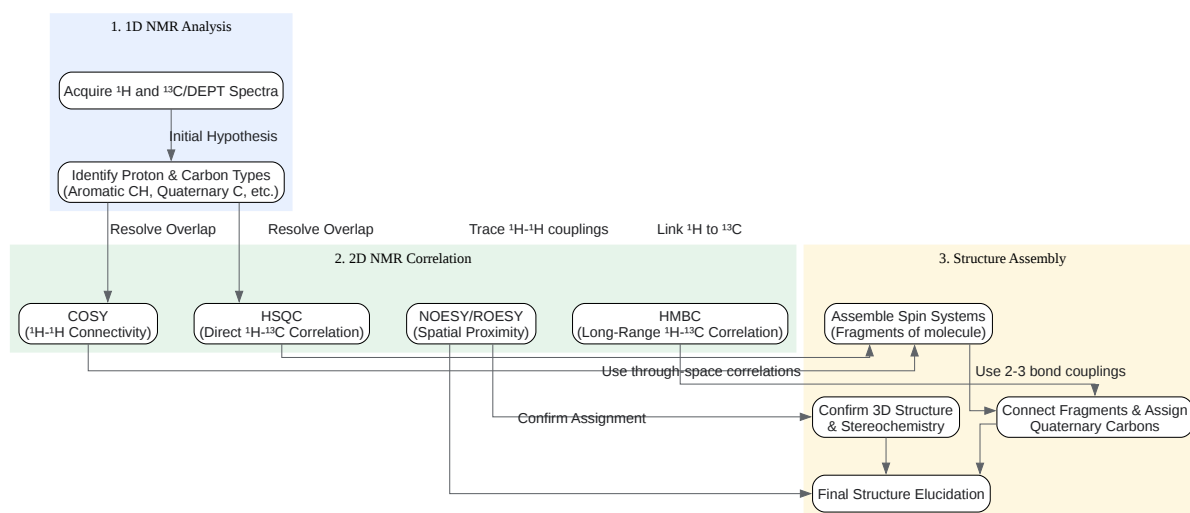 1. 1D NMR Analysis
Acquire ¹H and ¹³C/DEPT Spectra
Initial Hypothesis
Identify Proton & Carbon Types
(Aromatic CH, Quaternary C, etc.)
Resolve Overlap
Resolve Overlap
Trace ¹H-¹H couplings
Link ¹H to ¹³C
2. 2D NMR Correlation
COSY
(¹H-¹H Connectivity)
HSQC
(Direct ¹H-¹³C Correlation)
NOESY/ROESY
(Spatial Proximity)
HMBC
(Long-Range ¹H-¹³C Correlation)
3. Structure Assembly
Assemble Spin Systems
(Fragments of molecule)
Use through-space correlations
Use 2-3 bond couplings
Confirm Assignment
Confirm 3D Structure
& Stereochemistry
Connect Fragments & Assign
Quaternary Carbons
Final Structure Elucidation